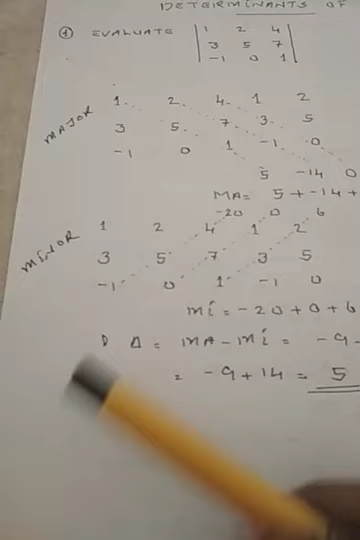 DETERMINANTS OF
① EVALUATE | 1 2 4 |
| 3 5 7 |
| -1 0 1 |
MAJOR
1 2 4 1 2
3 5 7 3 5
-1 0 1 -1 0
5 -14 0
MA = 5 + -14 +
-20 0 6
MINOR
1 2 4 1 2
3 5 7 3 5
-1 0 1 -1 0
Mi = -20 + 0 + 6
D Δ = MA - Mi = -9 -
= -9 + 14 = 5